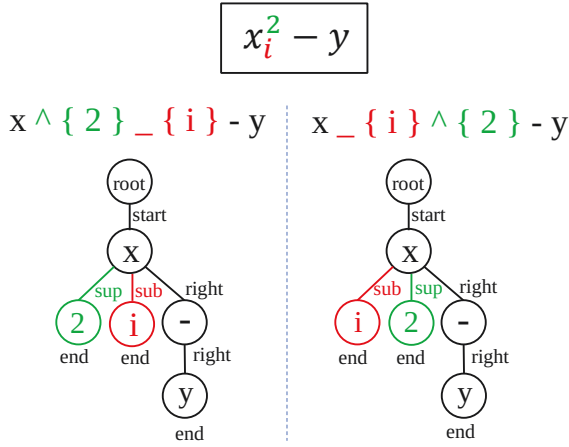 x_i^2 − y
x ^ { 2 } _ { i } - y
root
start
x
sup sub right
2 i -
end end right
y
end
x _ { i } ^ { 2 } - y
root
start
x
sub sup right
i 2 -
end end right
y
end